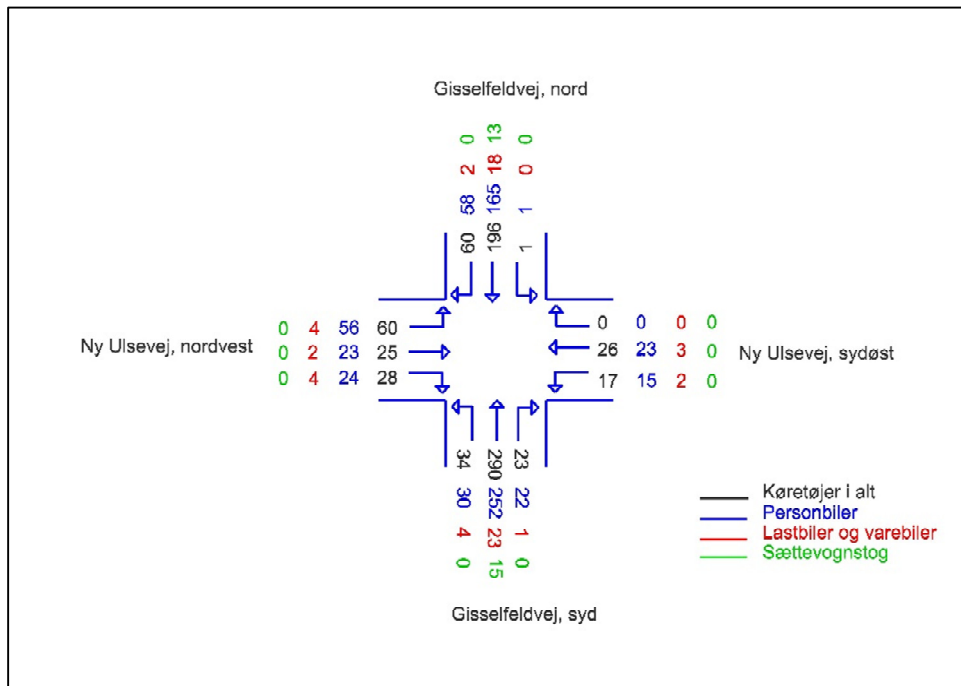 Gisselfeldvej, nord
0 13 0
2 18 0
58 165 1
60 196 1
Ny Ulsevej, nordvest
0 4 56 60
0 2 23 25
0 4 24 28
0 0 0 0
26 23 3 0
17 15 2 0
Ny Ulsevej, sydøst
34 290 23
30 252 22
4 23 1
0 15 0
Gisselfeldvej, syd
Køretøjer i alt
Personbiler
Lastbiler og varebiler
Sættevognstog